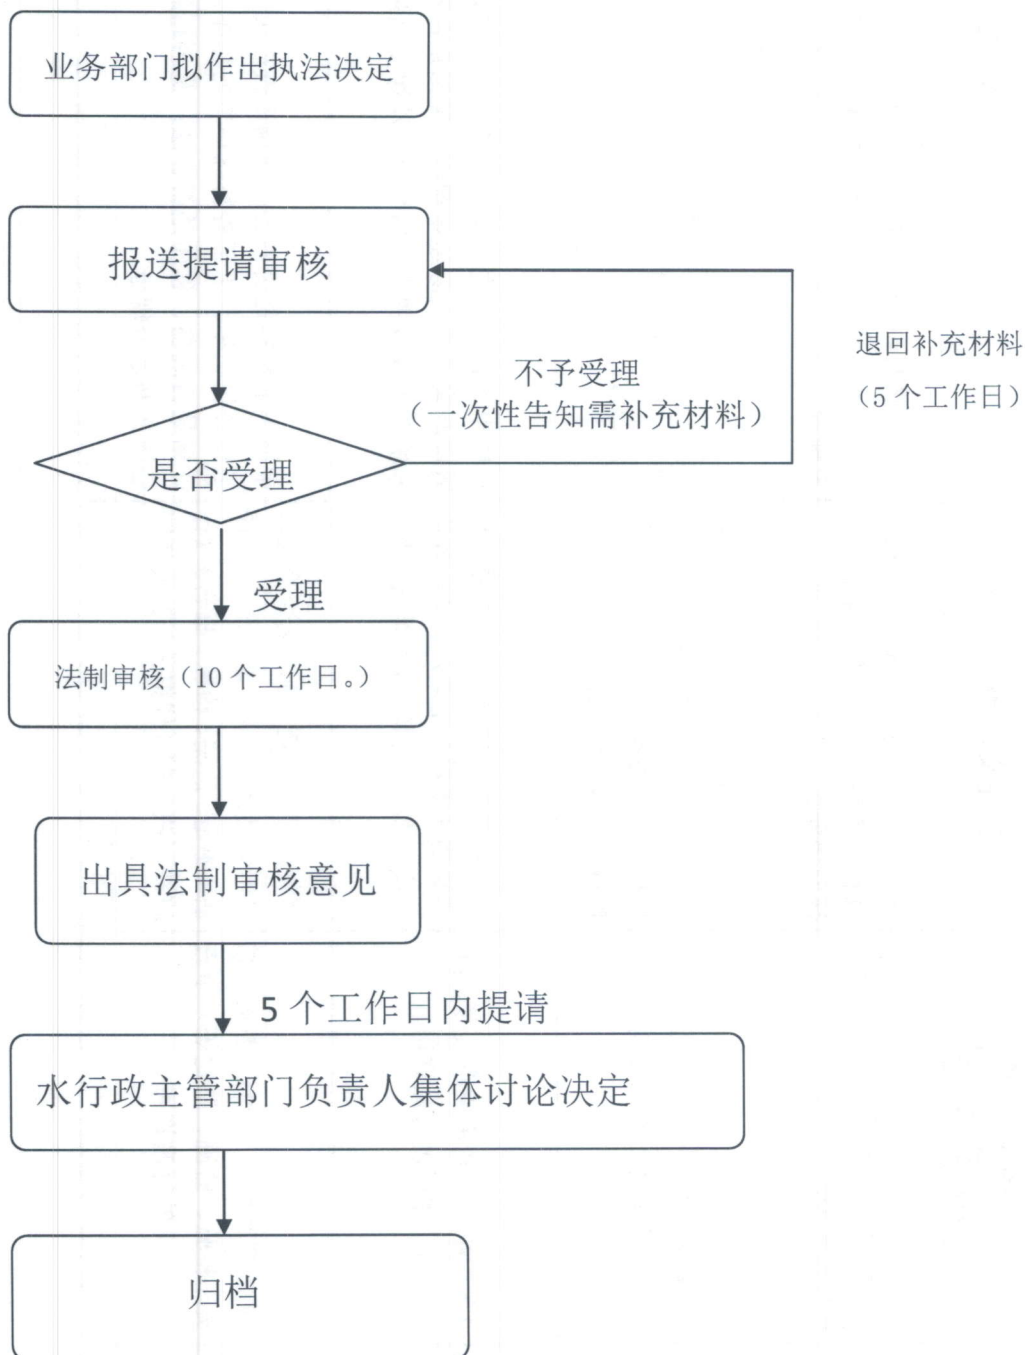 业务部门拟作出执法决定
报送提请审核
退回补充材料
（5 个工作日）
不予受理
（一次性告知需补充材料）
是否受理
受理
法制审核（10 个工作日。）
出具法制审核意见
5 个工作日内提请
水行政主管部门负责人集体讨论决定
归档